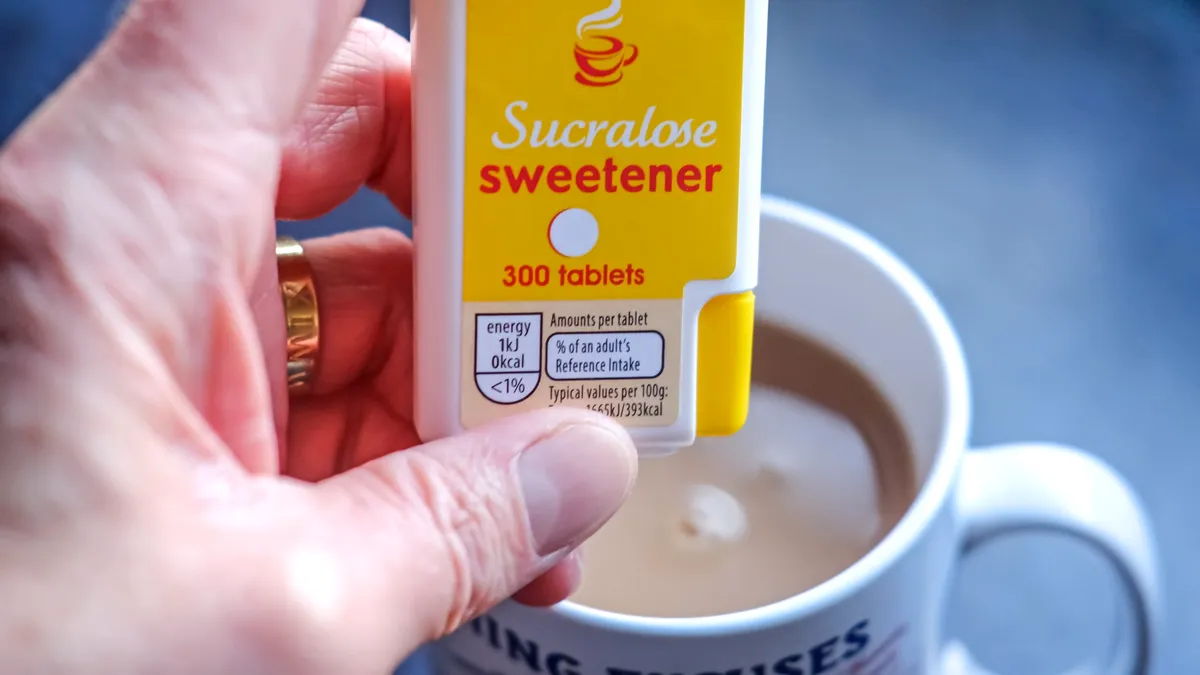 Sucralose
sweetener
300 tablets
energy
1kJ
0kcal
<1%
Amounts per tablet
% of an adult's
Reference Intake
Typical values per 100g:
1665kJ/393kcal
EXCUSES